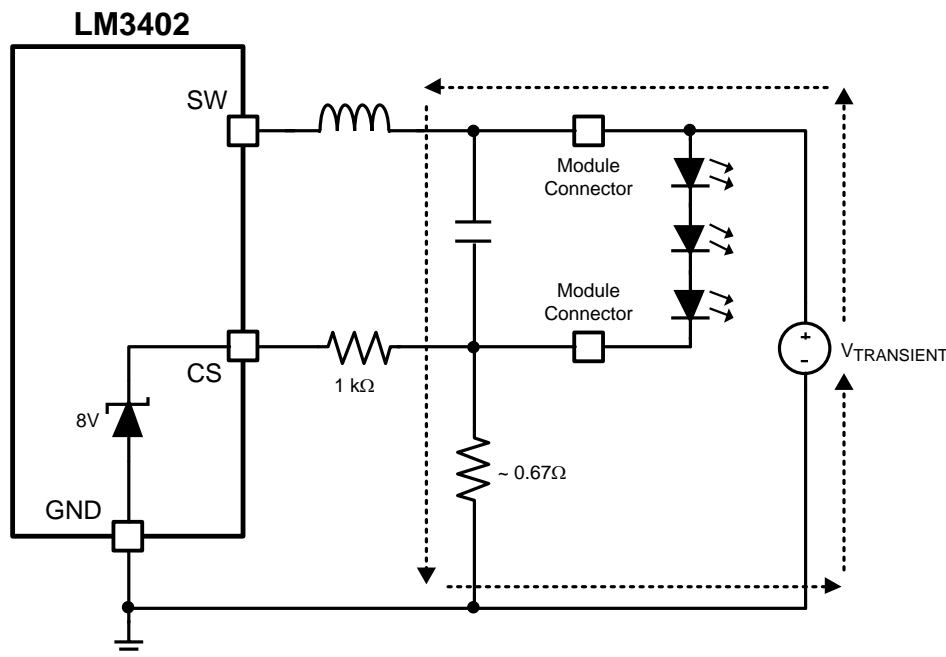 LM3402
SW
Module
Connector
Module
Connector
+
-
VTRANSIENT
CS
1 kΩ
8V
~ 0.67Ω
GND